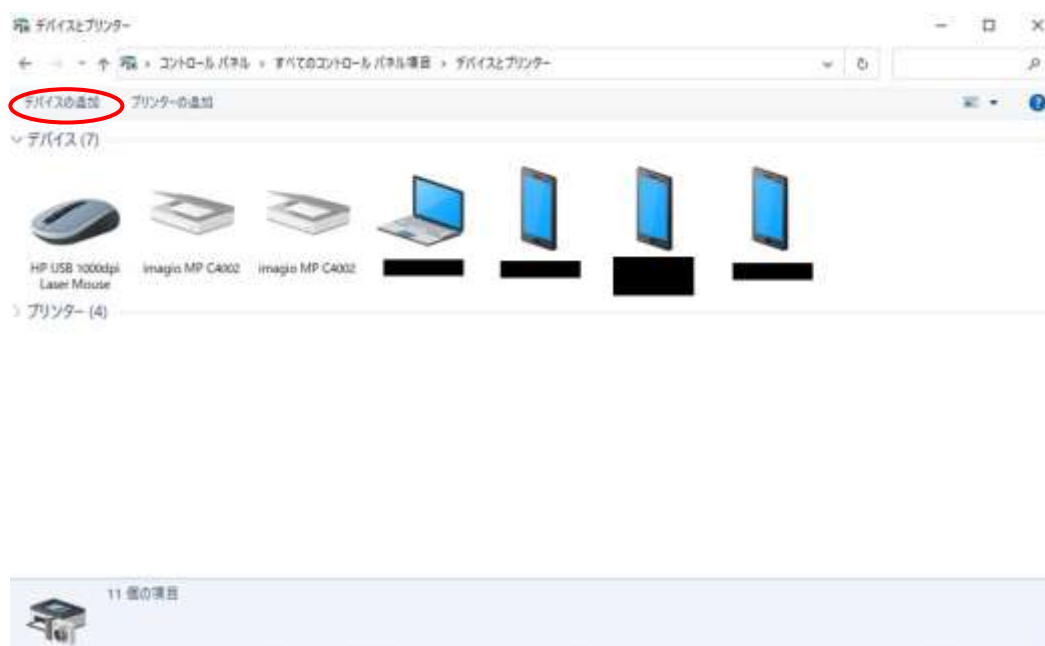 デバイスとプリンター
コントロール パネル › すべてのコントロール パネル項目 › デバイスとプリンター
デバイスの追加 プリンターの追加
デバイス (7)
HP USB 1000dpi Laser Mouse
imagio MP C4002
imagio MP C4002
プリンター (4)
11 個の項目